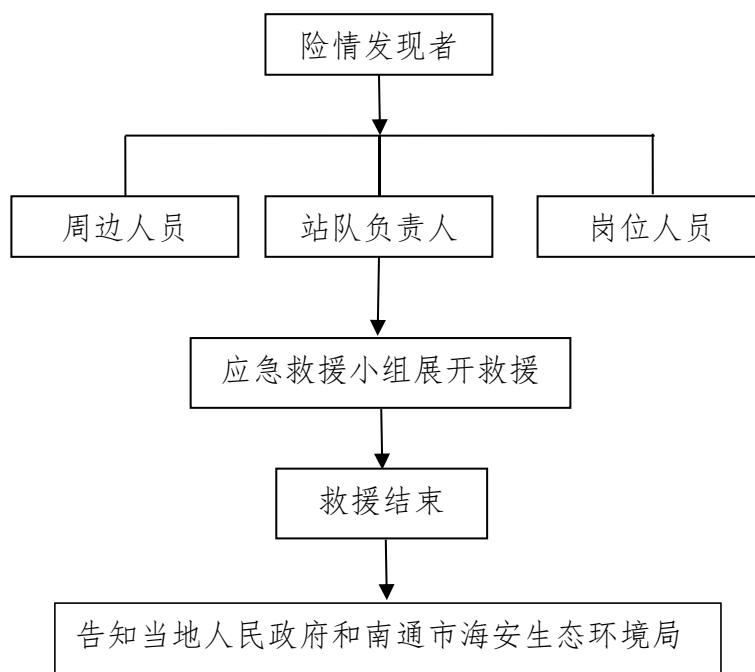 险情发现者
周边人员
站队负责人
岗位人员
应急救援小组展开救援
救援结束
告知当地人民政府和南通市海安生态环境局